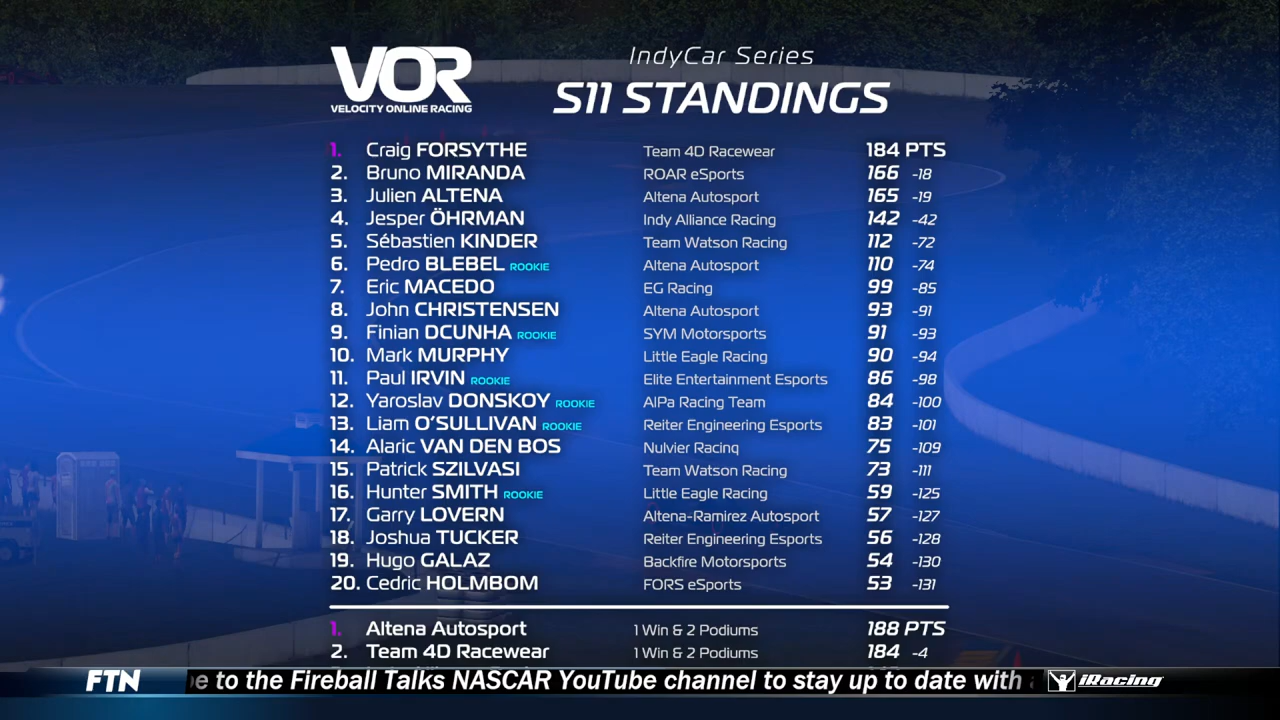 VOR
VELOCITY ONLINE RACING
IndyCar Series
S11 STANDINGS
1. Craig FORSYTHE Team 4D Racewear 184 PTS
2. Bruno MIRANDA ROAR eSports 166 -18
3. Julien ALTENA Altena Autosport 165 -19
4. Jesper ÖHRMAN Indy Alliance Racing 142 -42
5. Sébastien KINDER Team Watson Racing 112 -72
6. Pedro BLEBEL ROOKIE Altena Autosport 110 -74
7. Eric MACEDO EG Racing 99 -85
8. John CHRISTENSEN Altena Autosport 93 -91
9. Finian DCUNHA ROOKIE SYM Motorsports 91 -93
10. Mark MURPHY Little Eagle Racing 90 -94
11. Paul IRVIN ROOKIE Elite Entertainment Esports 86 -98
12. Yaroslav DONSKOY ROOKIE AIPa Racing Team 84 -100
13. Liam O'SULLIVAN ROOKIE Reiter Engineering Esports 83 -101
14. Alaric VAN DEN BOS Nulvier Racing 75 -109
15. Patrick SZILVASI Team Watson Racing 73 -111
16. Hunter SMITH ROOKIE Little Eagle Racing 59 -125
17. Garry LOVERN Altena-Ramirez Autosport 57 -127
18. Joshua TUCKER Reiter Engineering Esports 56 -128
19. Hugo GALAZ Backfire Motorsports 54 -130
20. Cedric HOLMBOM FORS eSports 53 -131
1. Altena Autosport 1 Win & 2 Podiums 188 PTS
2. Team 4D Racewear 1 Win & 2 Podiums 184 -4
FTN to the Fireball Talks NASCAR YouTube channel to stay up to date with iRacing